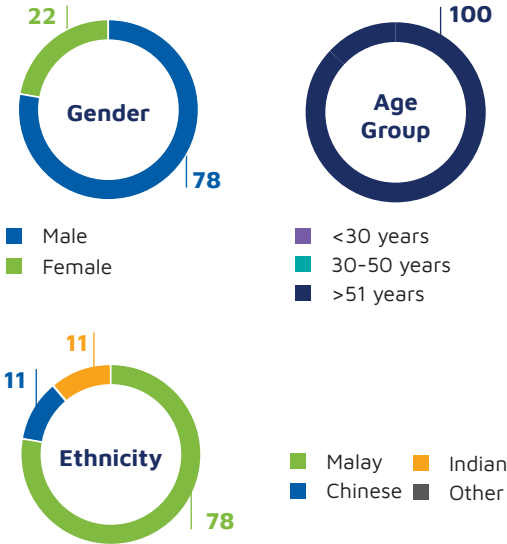 22
Gender
78
Male
Female
100
Age
Group
<30 years
30-50 years
>51 years
11
11
Ethnicity
78
Malay
Indian
Chinese
Other